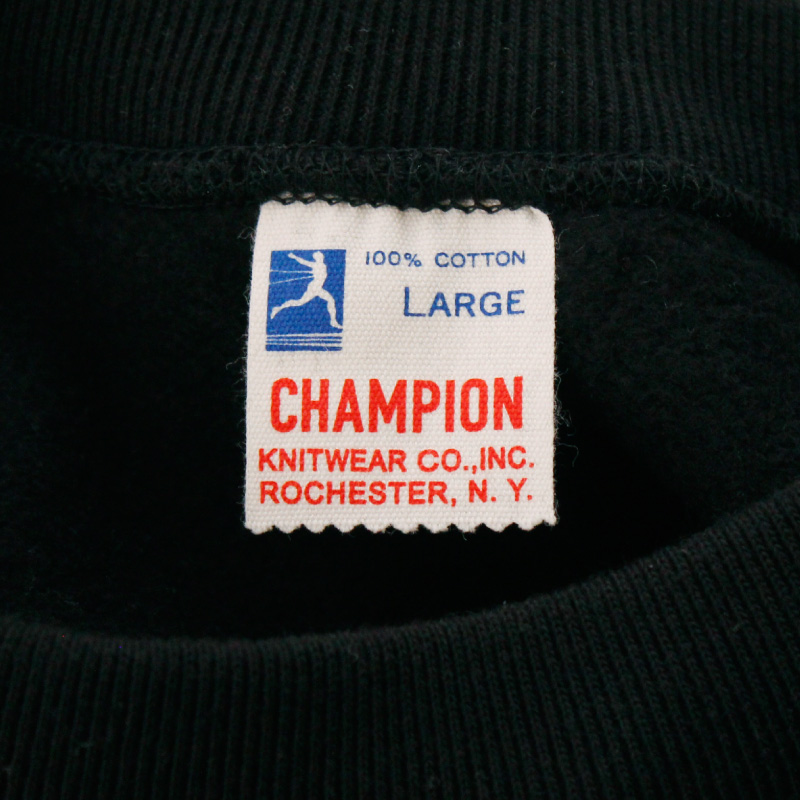 100% COTTON
LARGE
CHAMPION
KNITWEAR CO.,INC.
ROCHESTER, N. Y.